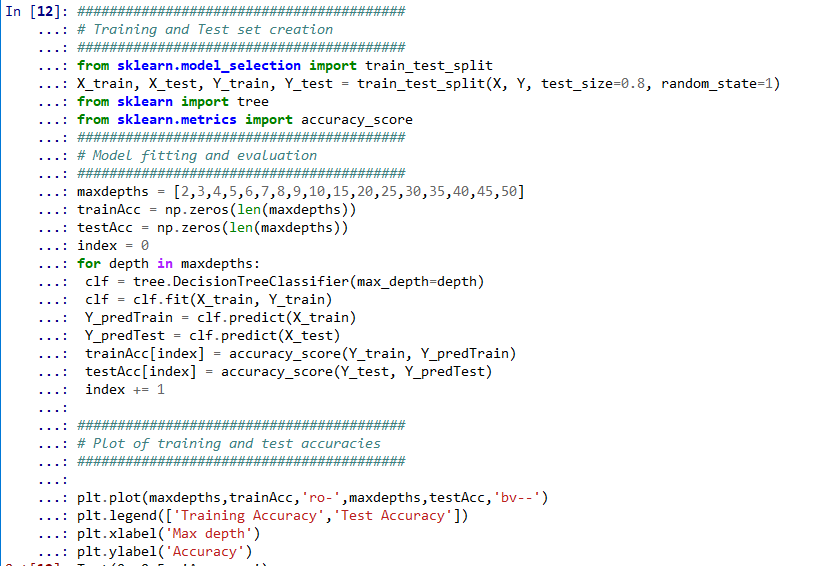 In [12]: #########################################
...: # Training and Test set creation
...: #########################################
...: from sklearn.model_selection import train_test_split
...: X_train, X_test, Y_train, Y_test = train_test_split(X, Y, test_size=0.8, random_state=1)
...: from sklearn import tree
...: from sklearn.metrics import accuracy_score
...: #########################################
...: # Model fitting and evaluation
...: #########################################
...: maxdepths = [2,3,4,5,6,7,8,9,10,15,20,25,30,35,40,45,50]
...: trainAcc = np.zeros(len(maxdepths))
...: testAcc = np.zeros(len(maxdepths))
...: index = 0
...: for depth in maxdepths:
...:  clf = tree.DecisionTreeClassifier(max_depth=depth)
...:  clf = clf.fit(X_train, Y_train)
...:  Y_predTrain = clf.predict(X_train)
...:  Y_predTest = clf.predict(X_test)
...:  trainAcc[index] = accuracy_score(Y_train, Y_predTrain)
...:  testAcc[index] = accuracy_score(Y_test, Y_predTest)
...:  index += 1
...:
...: #########################################
...: # Plot of training and test accuracies
...: #########################################
...:
...: plt.plot(maxdepths,trainAcc,'ro-',maxdepths,testAcc,'bv--')
...: plt.legend(['Training Accuracy','Test Accuracy'])
...: plt.xlabel('Max depth')
...: plt.ylabel('Accuracy')